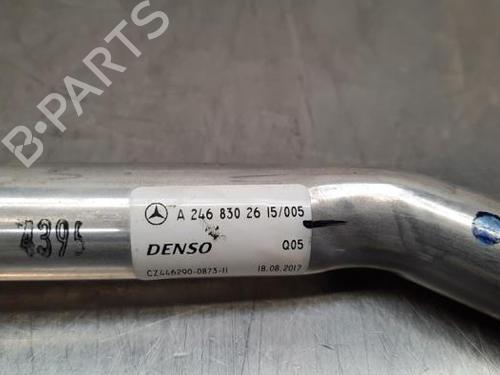 B-PARTS
4395
A 246 830 26 15/005
DENSO Q05
CZ446290-0873-11 18.08.2017